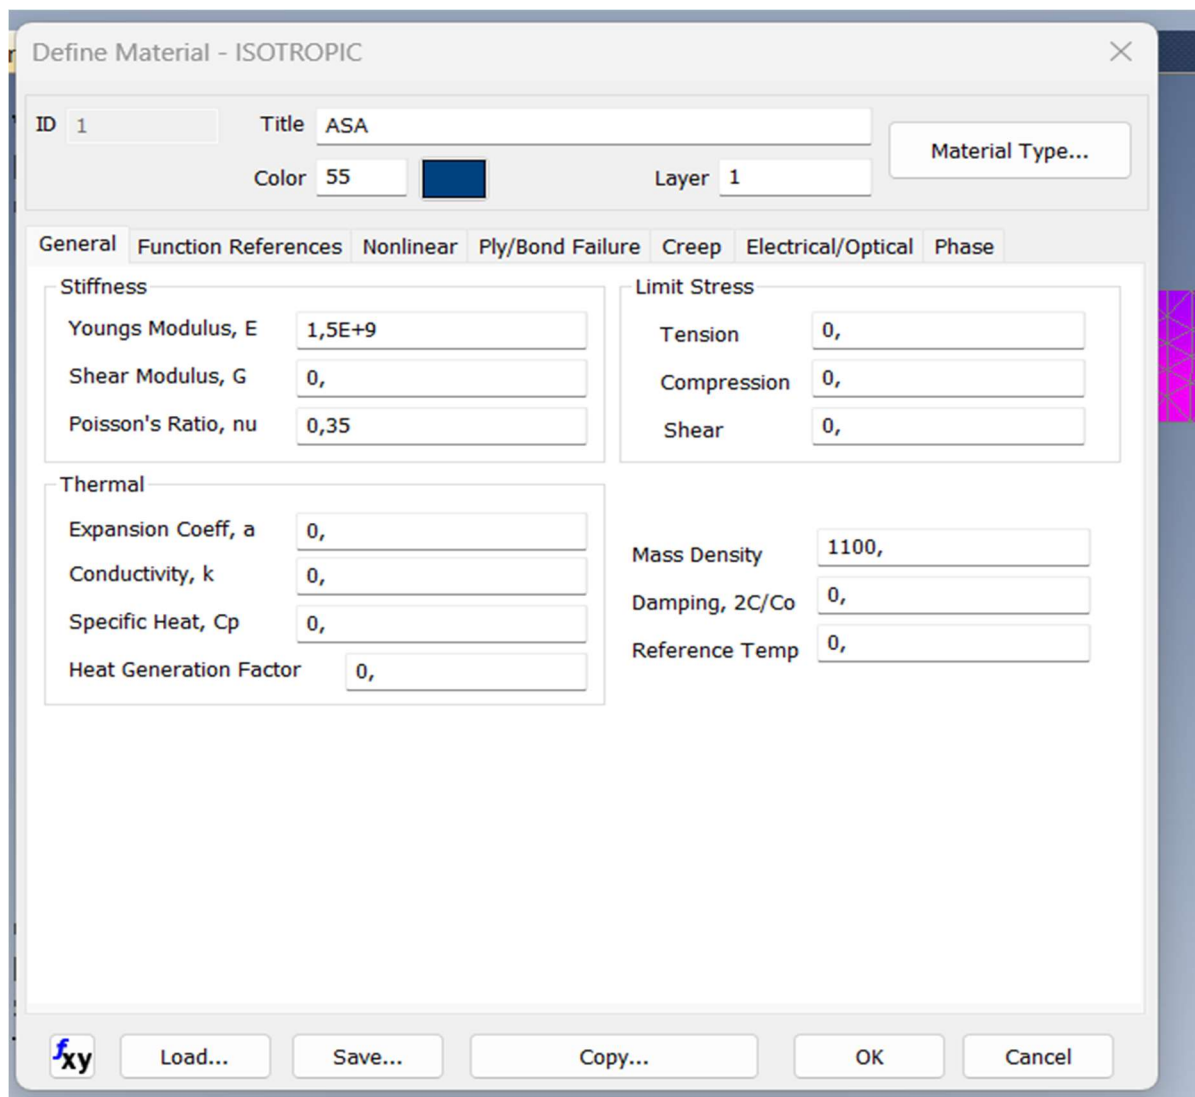 Define Material - ISOTROPIC
ID 1 Title ASA
Material Type...
Color 55 Layer 1
General Function References Nonlinear Ply/Bond Failure Creep Electrical/Optical Phase
Stiffness
Youngs Modulus, E 1,5E+9
Shear Modulus, G 0,
Poisson's Ratio, nu 0,35
Limit Stress
Tension 0,
Compression 0,
Shear 0,
Thermal
Expansion Coeff, a 0,
Conductivity, k 0,
Specific Heat, Cp 0,
Heat Generation Factor 0,
Mass Density 1100,
Damping, 2C/Co 0,
Reference Temp 0,
fxy Load... Save... Copy... OK Cancel